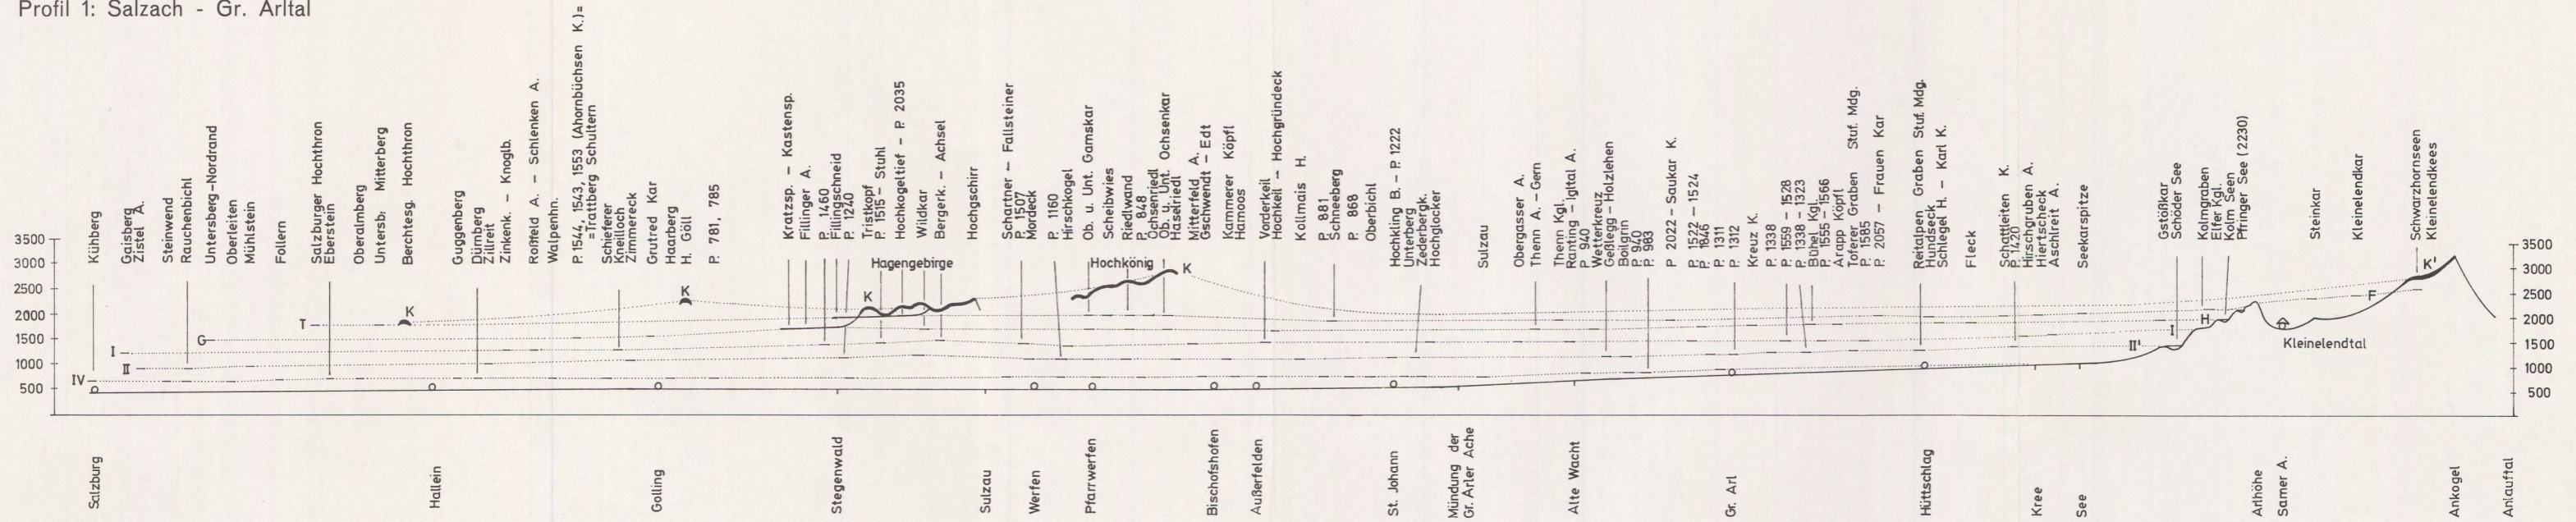 Profil 1: Salzach - Gr. Arltal
Kühberg
Gaisberg
Zistel A.
Steinwend
Rauchenbichl
Untersberg-Nordrand
Oberleiten
Mühlstein
Follern
Salzburger Hochthron
Eberstein
Oberalmberg
Untersb: Mitterberg
Berchtesg. Hochthron
Guggenberg
Dürnberg
Zillreit
Zinkenk. - Knoglb.
Roßfeld A. - Schlenken A.
Walpenhn.
P. 1544, 1543, 1553 (Ahornbüchsen K.)=
=Trattberg Schultern
Schieferer
Kneilloch
Zimmereck
Grutred Kar
Haarberg
H. Göll
P. 781, 785
Kratzsp. - Kastensp.
Fillinger A.
P. 1460
Fillingschneid
P. 1240
Tristkopf
P. 1515 - Stuhl
Hochkogeltief - P. 2035
Wildkar
Bergerk. - Achsel
Hochgschirr
Schartner - Fallsteiner
P. 1507
Mordeck
P. 1160
Hirschkogel
Ob. u. Unt. Gamskar
Scheibwies
Riedlwand
P. 848
Ochsenriedl
Ob. u. Unt. Ochsenkar
Haselriedl
Mitterfeld A.
Gschwendt - Edt
Kammerer Köpfl
Hamoos
Vorderkeil
Hochkeil - Hochgründeck
Kollmais H.
P. 881
Schneeberg
P. 868
Oberbichl
Hochkling B. - P. 1222
Unterberg
Zederbergk.
Hochglocker
Sulzau
Obergasser A.
Thenn A. - Gern
Thenn Kgl.
Ranting - Igltal A.
P. 940
Wetterkreuz
Geßlegg - Holzlehen
Boilgrin
P. 940
P. 983
P 2022 - Saukar K.
P. 1522 - 1524
P. 1646
P. 1311
P. 1312
Kreuz K.
P. 1338
P. 1559 - 1528
P. 1338 - 1323
Bühel Kgl.
P. 1555 - 1566
Arapp Köpfl
Toferer Graben Stuf. Mdg.
P. 1585
P. 2057 - Frauen Kar
Reitalpen Graben Stuf. Mdg.
Hundseck
Schlegel H. - Karl K.
Fleck
Schattleiten K.
P. 1420
Hirschgruben A.
Hiertscheck
Aschlreit A.
Seekarspitze
Gstößkar
Schöder See
Kolmgraben
Elfer Kgl.
Kolm Seen
Pfringer See (2230)
Steinkar
Kleinelendkar
Schwarzhornseen
Kleinelendkees
3500
3000
2500
2000
1500
1000
500
3500
3000
2500
2000
1500
1000
500
Hagengebirge
Hochkönig
Kleinelendtal
K
K
K
K
K'
T
G
I
II
IV
F
H
I
II'
Salzburg
Hallein
Golling
Stegenwald
Sulzau
Werfen
Pfarrwerfen
Bischofshofen
Außerfelden
St. Johann
Mündung der
Gr. Arler Ache
Alte Wacht
Gr. Arl
Hüttschlag
Kree
See
Arlhöhe
Samer A.
Ankogel
Anlauftal